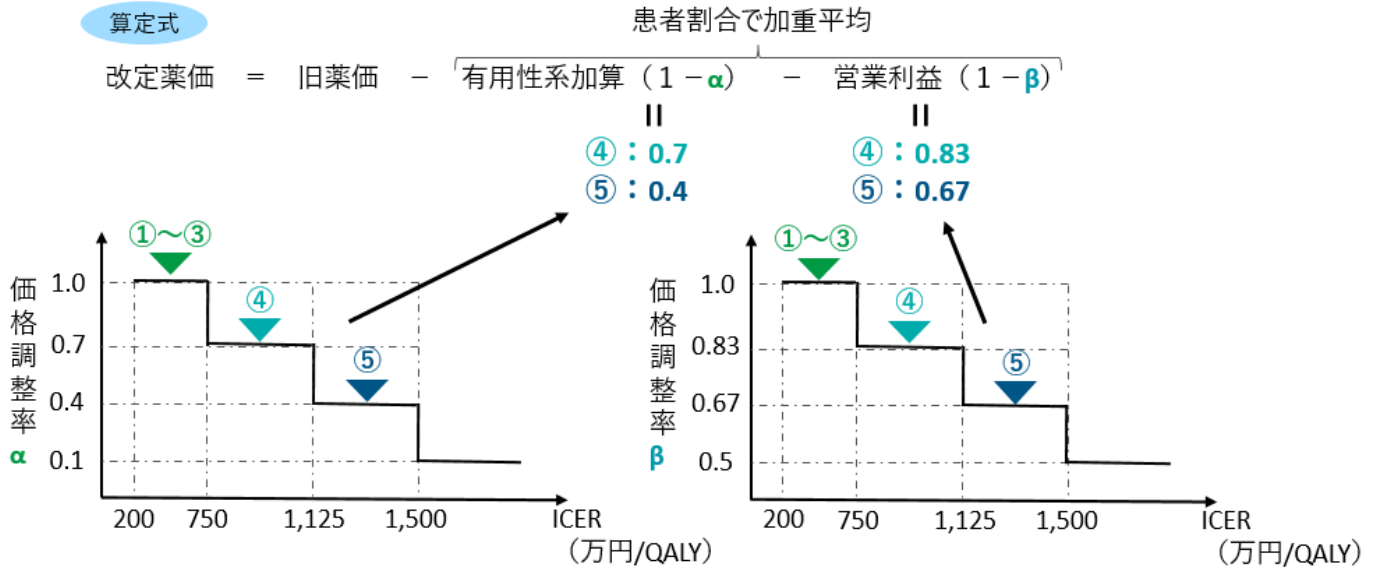 算定式
患者割合で加重平均
改定薬価 = 旧薬価 - 有用性系加算（1-α） - 営業利益（1-β）
④：0.7
⑤：0.4
④：0.83
⑤：0.67
①～③
④
⑤
価格調整率
α
1.0
0.7
0.4
0.1
200 750 1,125 1,500 ICER
（万円/QALY）
①～③
④
⑤
価格調整率
β
1.0
0.83
0.67
0.5
200 750 1,125 1,500 ICER
（万円/QALY）